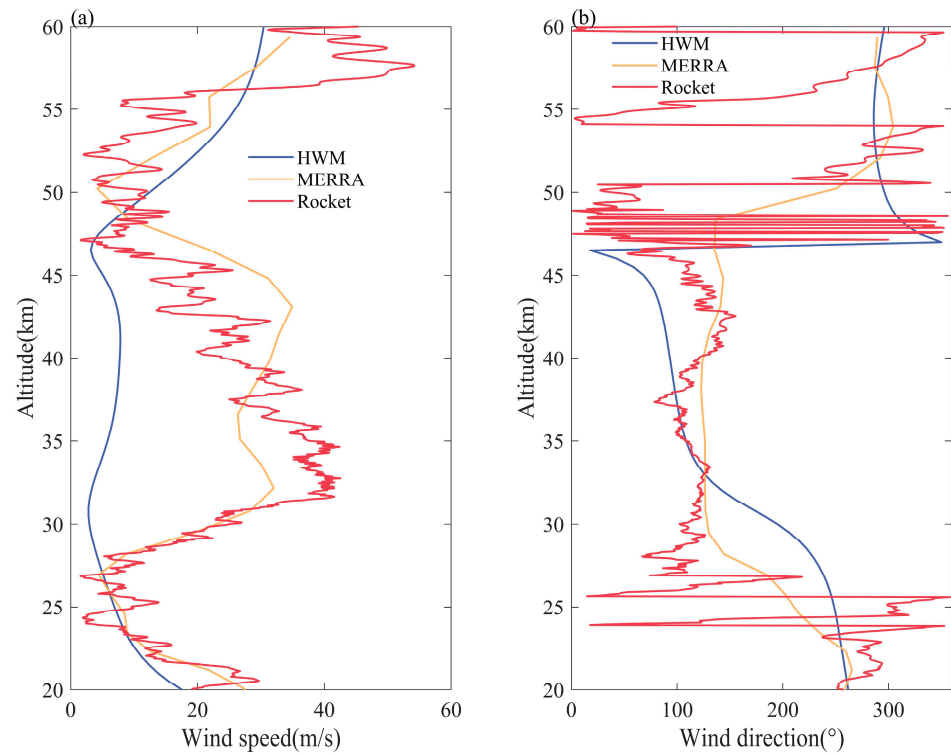 (a)
60
55
50
45
40
35
30
25
20
Altitude(km)
HWM
MERRA
Rocket
0
20
40
60
Wind speed(m/s)
(b)
60
55
50
45
40
35
30
25
20
Altitude(km)
HWM
MERRA
Rocket
0
100
200
300
Wind direction(°)